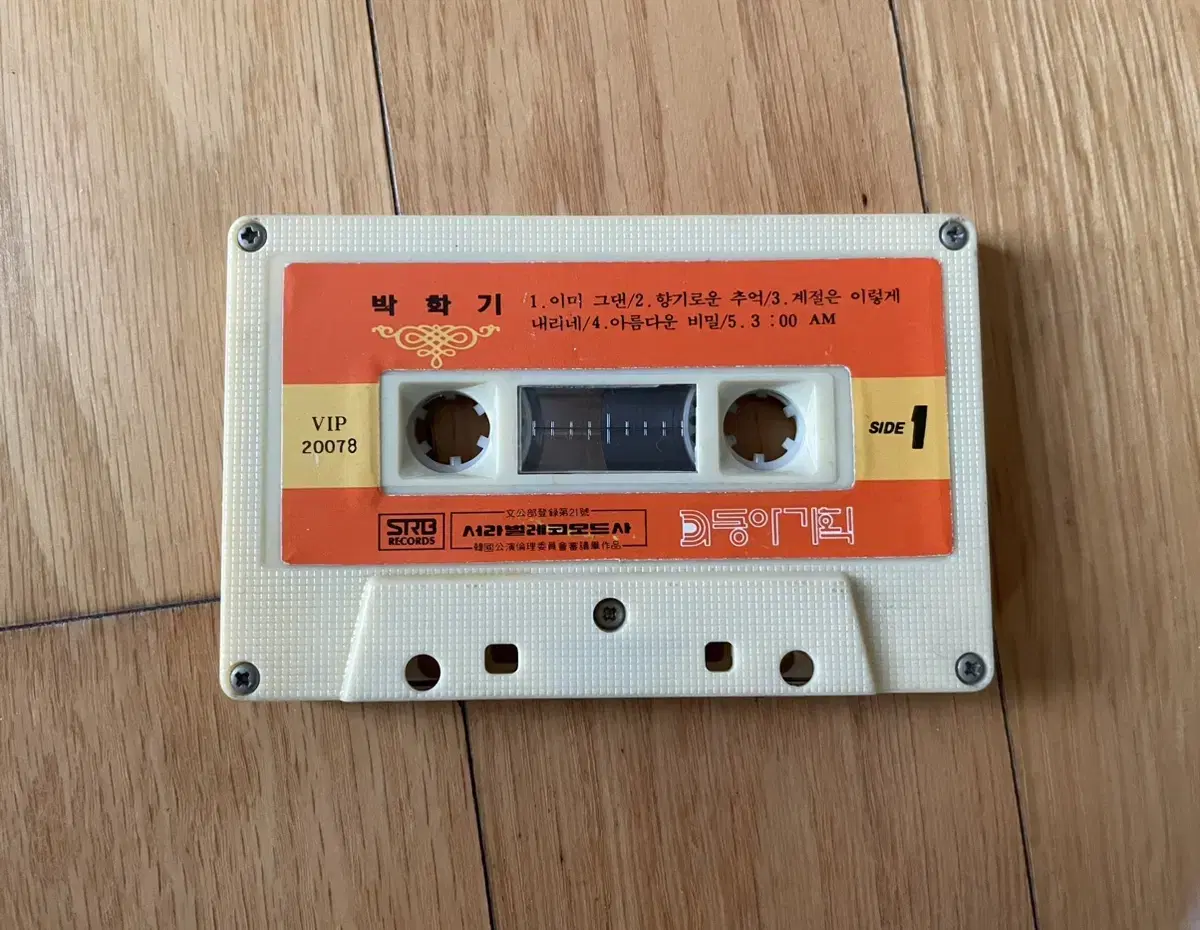 박 학 기
1.이미 그댄/2.향기로운 추억/3.계절은 이렇게
내리네/4.아름다운 비밀/5. 3 : 00 AM
VIP
20078
SIDE 1
SRB
RECORDS
文公部登録第21號
서라벌레코오드사
韓國公演倫理委員會審議畢作品
동아기획